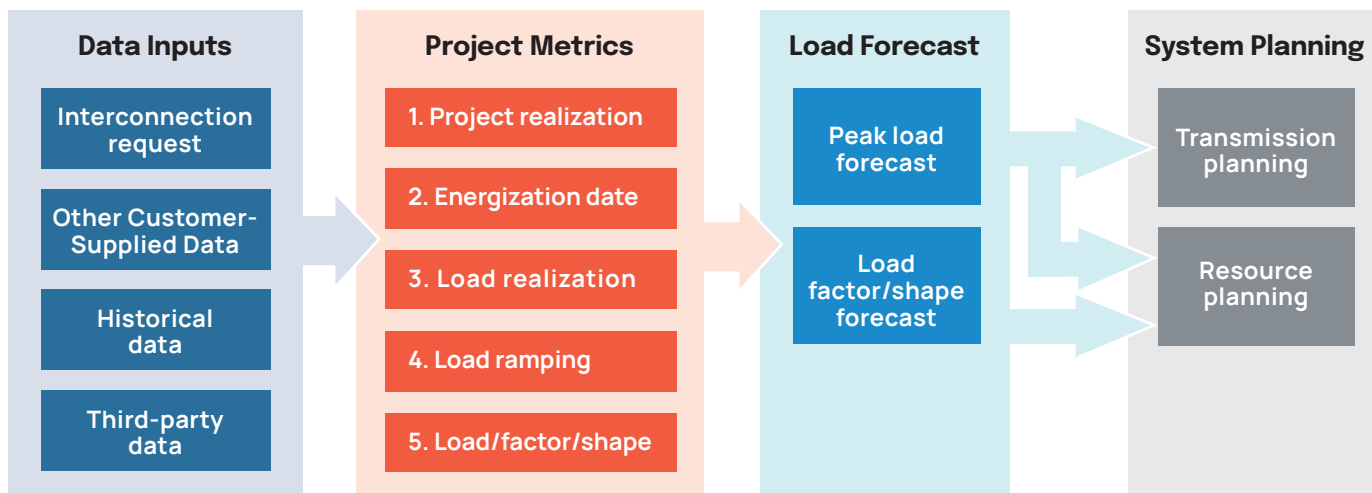 Data Inputs
Interconnection
request
Other Customer-
Supplied Data
Historical
data
Third-party
data
Project Metrics
1. Project realization
2. Energization date
3. Load realization
4. Load ramping
5. Load/factor/shape
Load Forecast
Peak load
forecast
Load
factor/shape
forecast
System Planning
Transmission
planning
Resource
planning